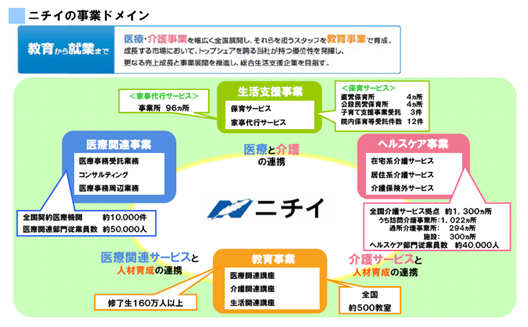 ニチイの事業ドメイン
教育から就業まで
医療・介護事業を幅広く全国展開し、それらを担うスタッフを教育事業で育成。
成長する市場において、トップシェアを誇る当社が持つ優位性を発揮し、
更なる売上成長と事業展開を推進し、総合生活支援企業を目指す。
生活支援事業
保育サービス
家事代行サービス
＜家事代行サービス＞
事業所 96ヵ所
＜保育サービス＞
直営保育所 4ヵ所
公設民営保育所 4ヵ所
子育て支援事業受託 3件
院内保育等受託件数 12件
医療関連事業
医療事務受託業務
コンサルティング
医療事務周辺業務
医療と介護
の連携
ヘルスケア事業
在宅系介護サービス
居住系介護サービス
介護保険外サービス
全国契約医療機関 約10.000件
医療関連部門従業員数 約50.000人
ニチイ
全国介護サービス拠点 約1,300ヵ所
うち訪問介護事業所：1,022ヵ所
通所介護事業所： 294ヵ所
施設： 300ヵ所
ヘルスケア部門従業員 約40.000人
医療関連サービスと
人材育成の連携
教育事業
医療関連講座
介護関連講座
生活関連講座
介護サービスと
人材育成の連携
修了生160万人以上
全国
約500教室